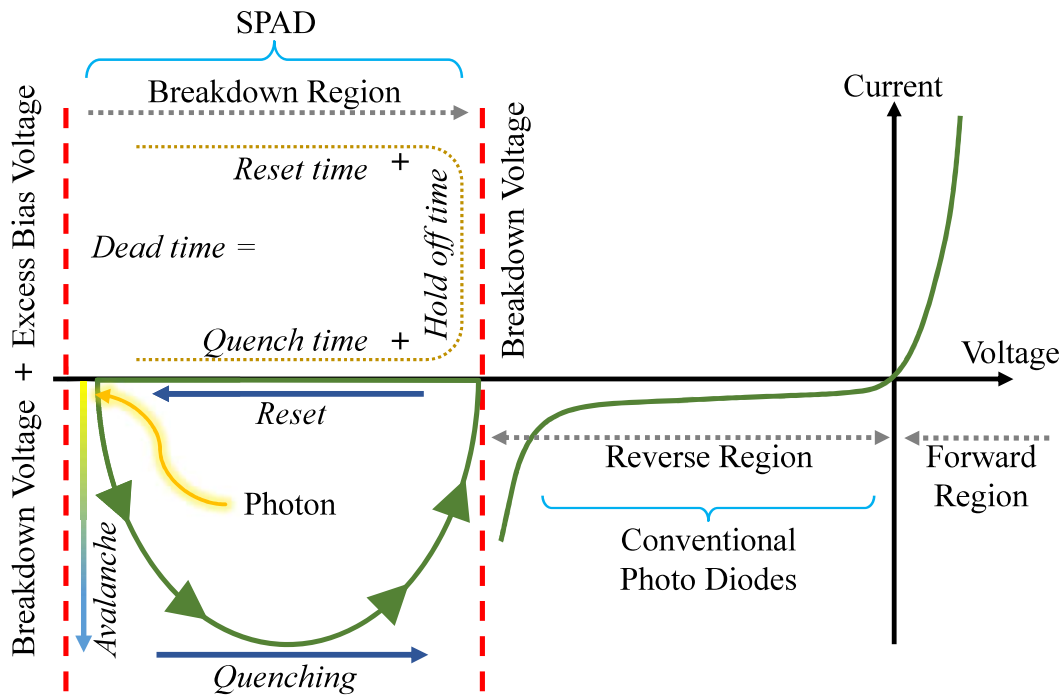 SPAD
Breakdown Region
Current
Breakdown Voltage + Excess Bias Voltage
Reset time +
Hold off time
Dead time =
Quench time +
Breakdown Voltage
Voltage
Reset
Reverse Region
Forward
Region
Photon
Avalanche
Conventional
Photo Diodes
Quenching